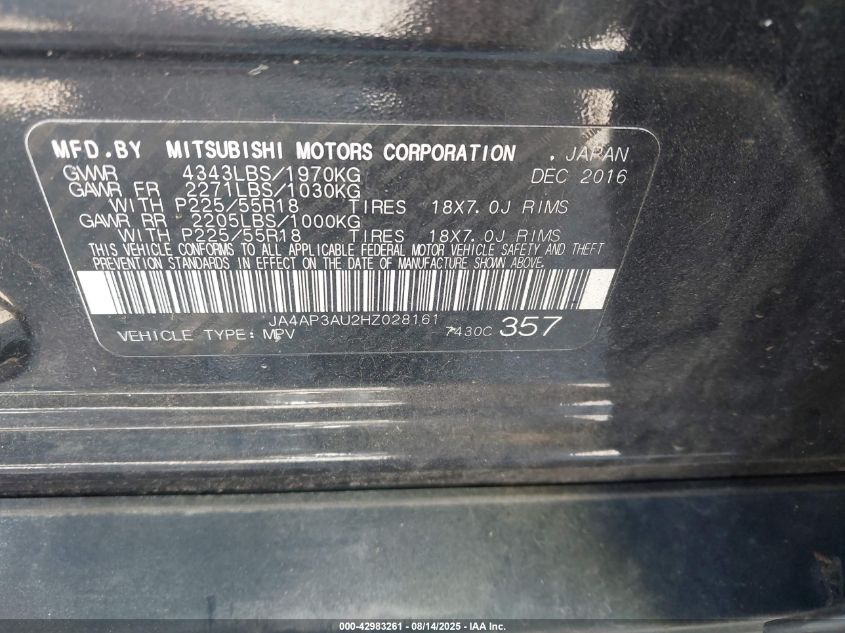 MFD.BY MITSUBISHI MOTORS CORPORATION . JAPAN
GVWR 4343LBS/1970KG DEC 2016
GAWR FR 2271LBS/1030KG
WITH P225/55R18 TIRES 18X7.0J RIMS
GAWR RR 2205LBS/1000KG
WITH P225/55R18 TIRES 18X7.0J RIMS
THIS VEHICLE CONFORMS TO ALL APPLICABLE FEDERAL MOTOR VEHICLE SAFETY AND THEFT
PREVENTION STANDARDS IN EFFECT ON THE DATE OF MANUFACTURE SHOWN ABOVE.
JA4AP3AU2HZ028161
VEHICLE TYPE: MPV 7430C 357
000-42983261 - 08/14/2025 - IAA Inc.